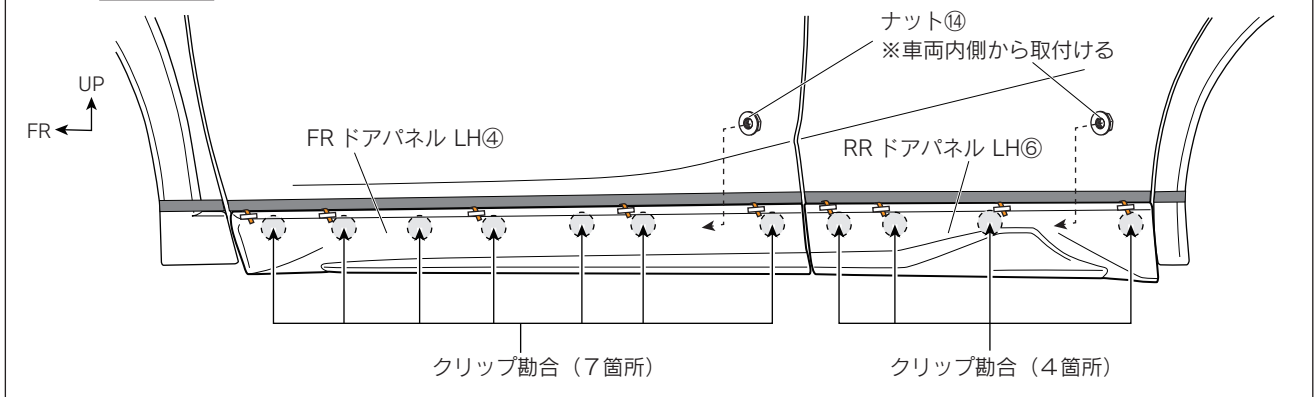 ナット⑭
※車両内側から取付ける
UP
FR
FR ドアパネル LH④
RR ドアパネル LH⑥
クリップ勘合（7箇所）
クリップ勘合（4箇所）